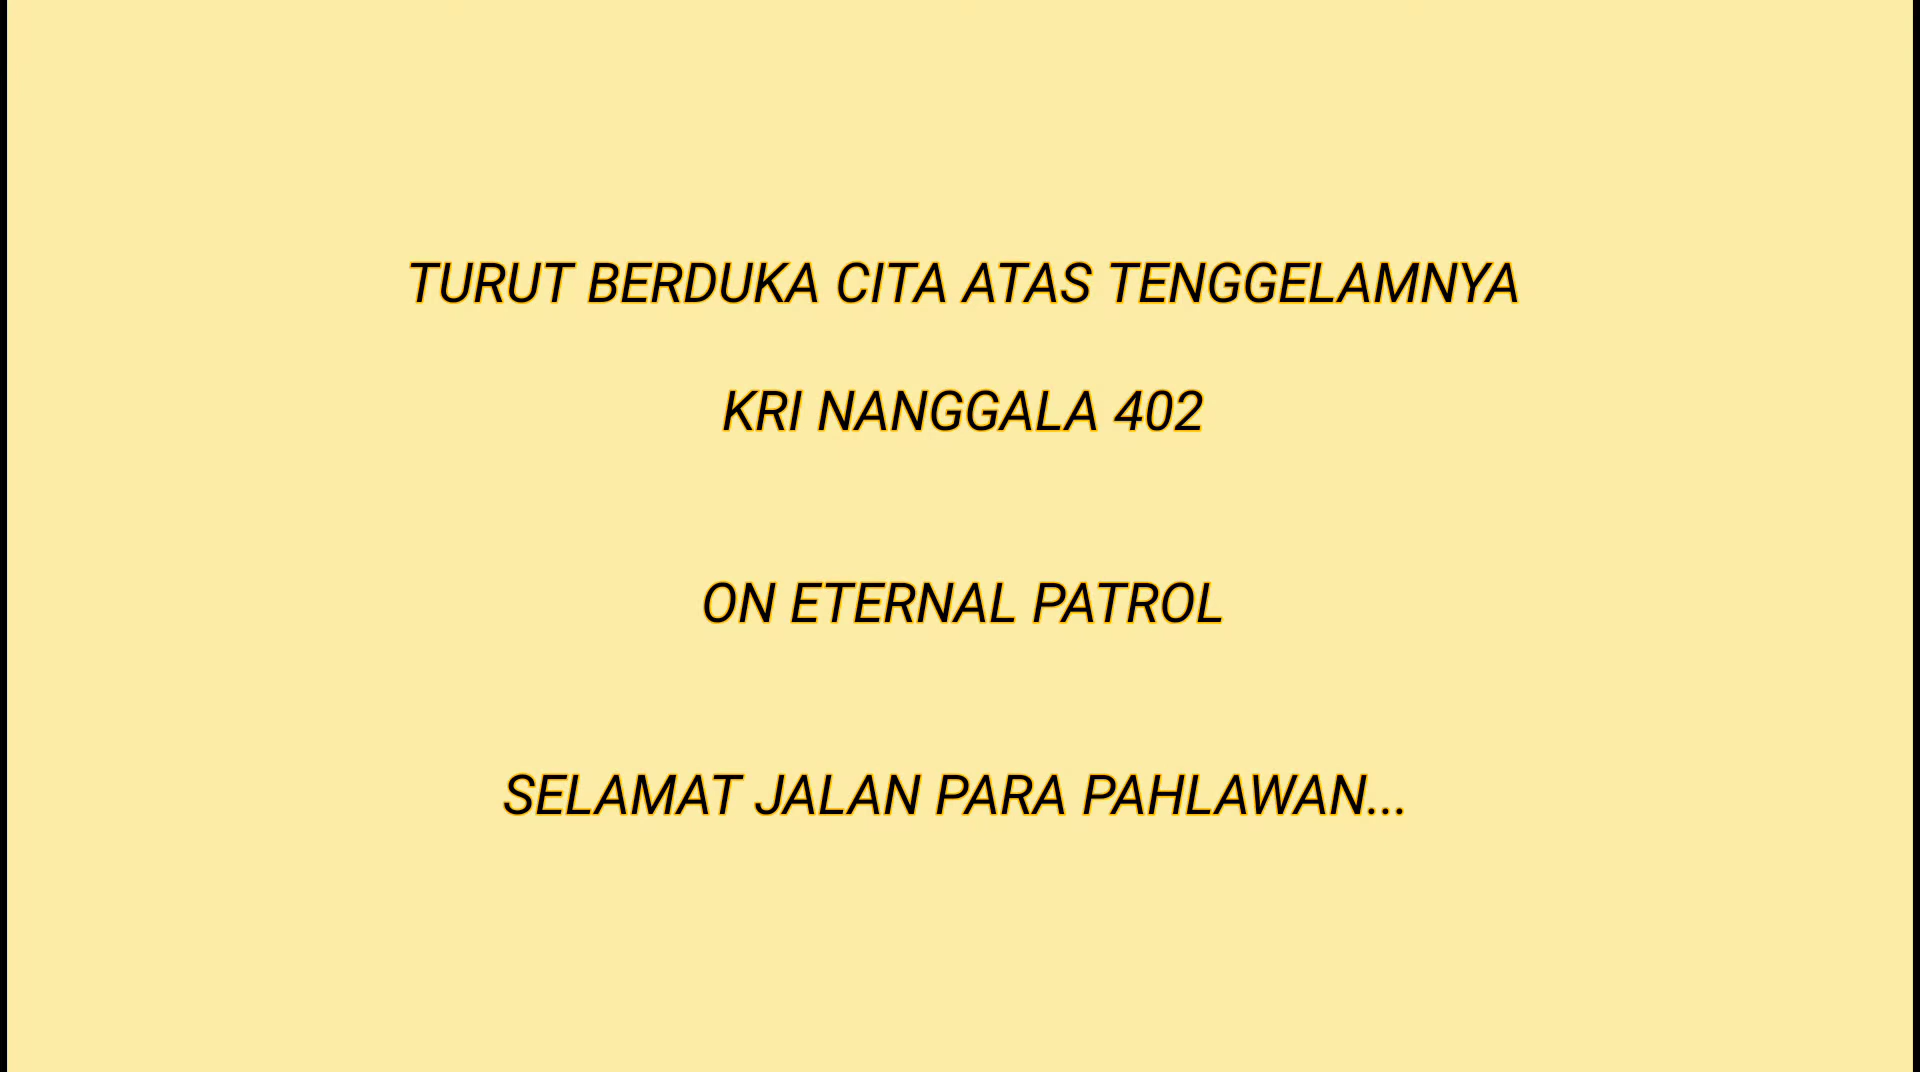 TURUT BERDUKA CITA ATAS TENGGELAMNYA
KRI NANGGALA 402
ON ETERNAL PATROL
SELAMAT JALAN PARA PAHLAWAN...